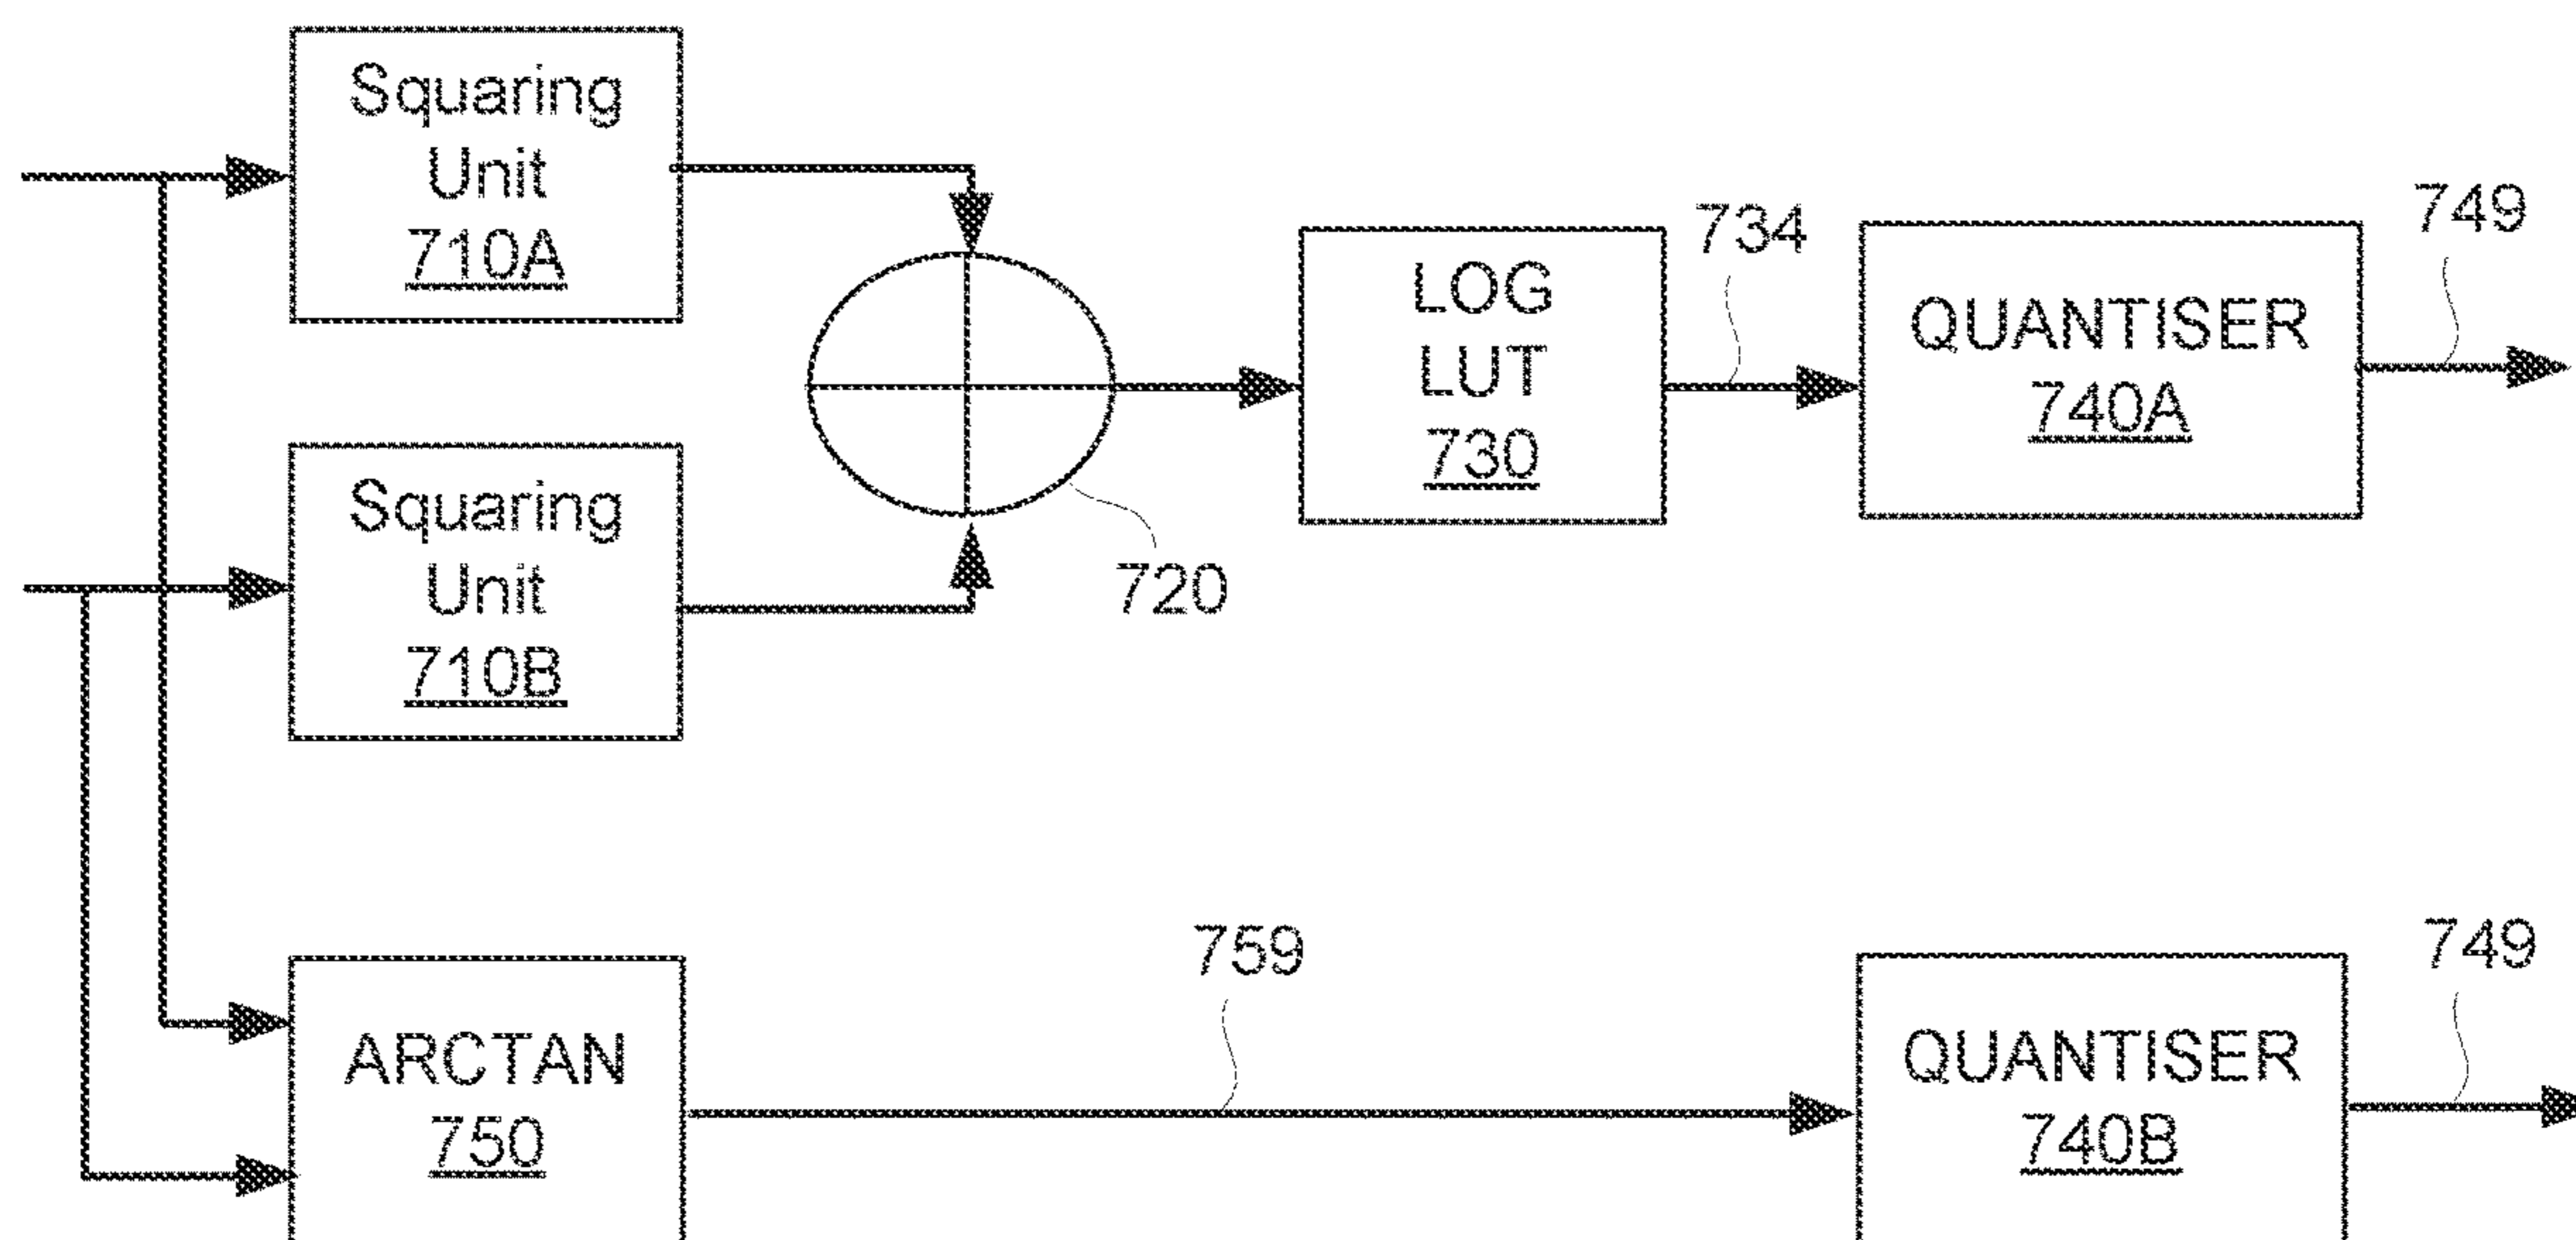 Squaring
Unit
710A
Squaring
Unit
710B
720
LOG
LUT
730
734
QUANTISER
740A
749
ARCTAN
750
759
QUANTISER
740B
749